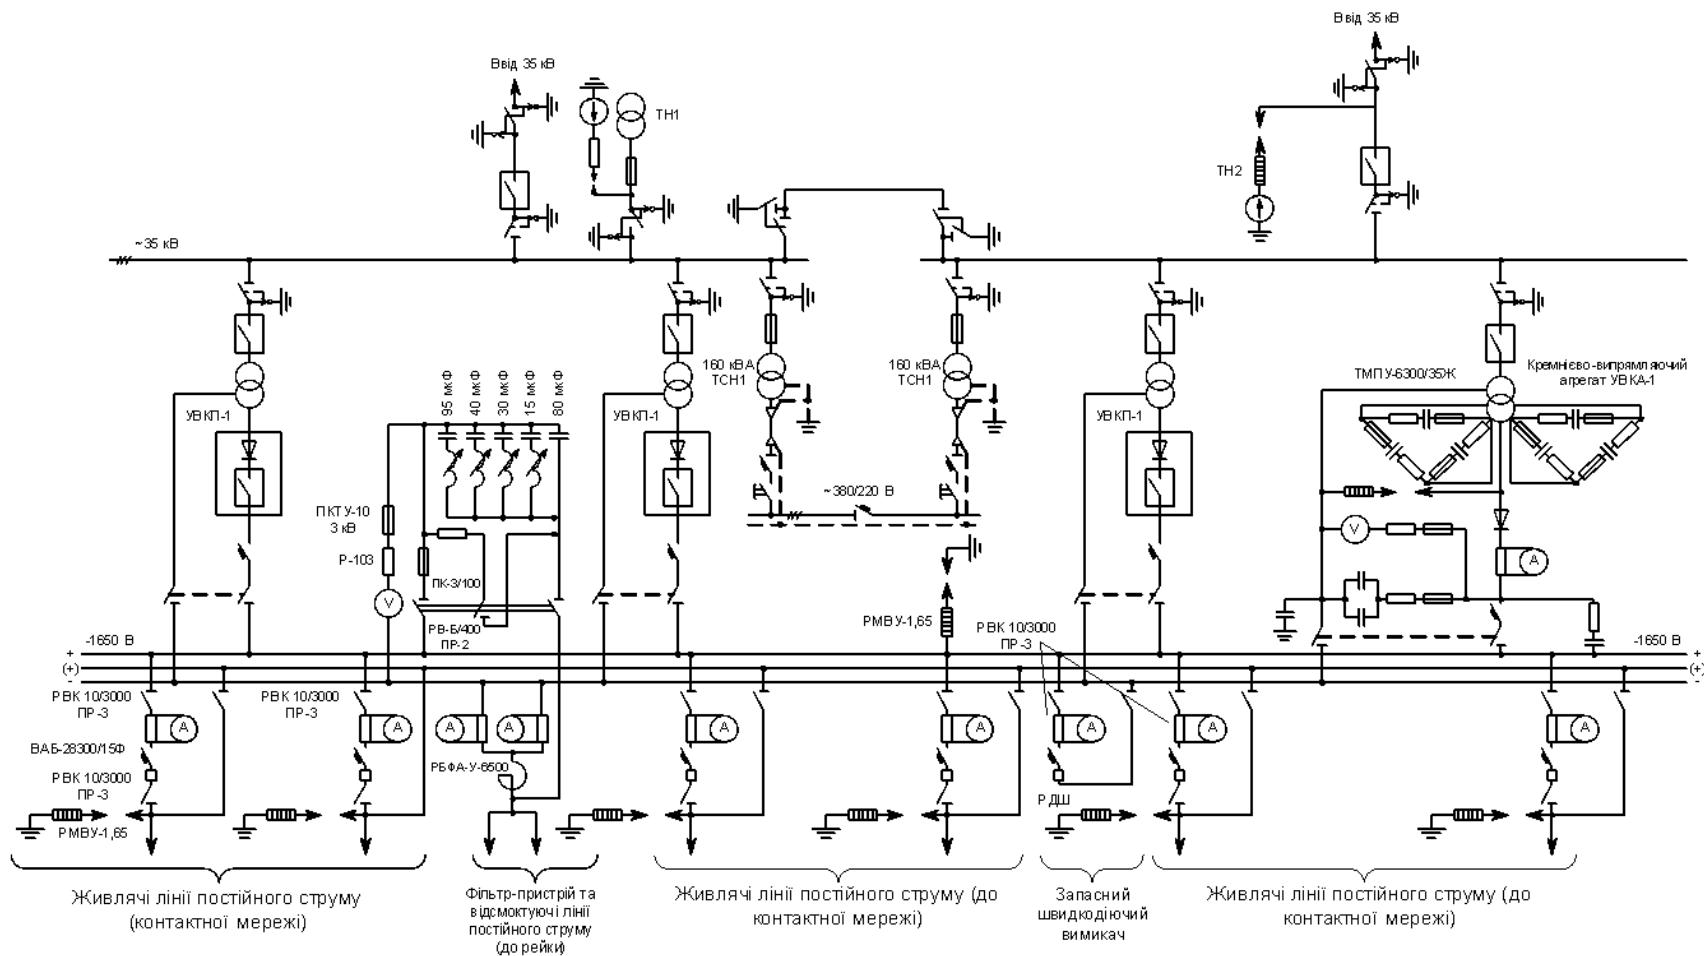 Ввід 35 кВ
Ввід 35 кВ
ТН1
ТН2
~35 кВ
160 кВА
ТСН1
160 кВА
ТСН1
ТМПУ-6300/35Ж
Кремнієво-випрямляючий
агрегат УВКА-1
УВКП-1
95 мкФ
40 мкФ
30 мкФ
15 мкФ
80 мкФ
УВКП-1
УВКП-1
~380/220 В
ПКТУ-10
3 кВ
Р-103
V
A
ПК-3/100
V
РМВУ-1,65
РВК 10/3000
ПР-3
РВ-Б/400
ПР-2
-1650 В
-1650 В
+
(+)
-
+
(+)
-
РВК 10/3000
ПР-3
РВК 10/3000
ПР-3
A
A
A
A
A
A
A
A
A
ВАБ-28300/15Ф
РВК 10/3000
ПР-3
РБФА-У-6500
РДШ
РМВУ-1,65
Живлячі лінії постійного струму
(контактної мережі)
Фільтр-пристрій та
відсмоктуючі лінії
постійного струму
(до рейки)
Живлячі лінії постійного струму (до
контактної мережі)
Запасний
швидкодіючий
вимикач
Живлячі лінії постійного струму (до
контактної мережі)